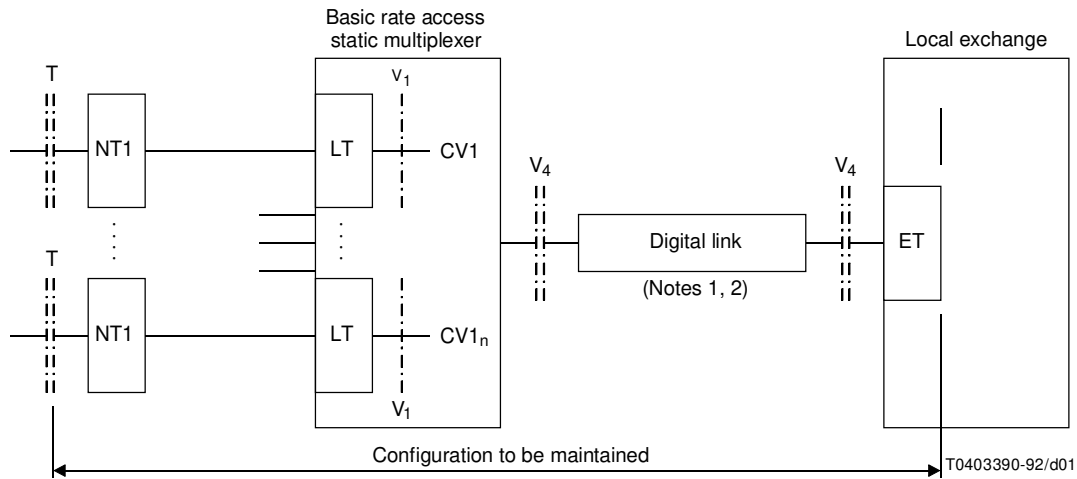 Basic rate access
static multiplexer
Local exchange
T
V₁
NT1
LT
CV1
V₄
V₄
Digital link
ET
(Notes 1, 2)
T
NT1
LT
CV1ₙ
V₁
Configuration to be maintained
T0403390-92/d01